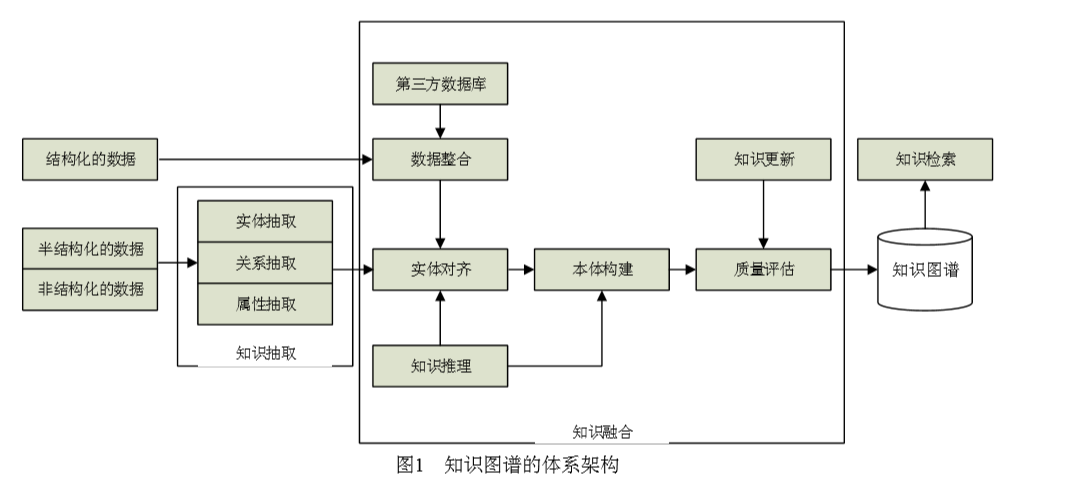 第三方数据库
结构化的数据
数据整合
知识更新
知识检索
半结构化的数据
非结构化的数据
实体抽取
关系抽取
属性抽取
知识抽取
实体对齐
本体构建
质量评估
知识图谱
知识推理
知识融合
图1 知识图谱的体系架构